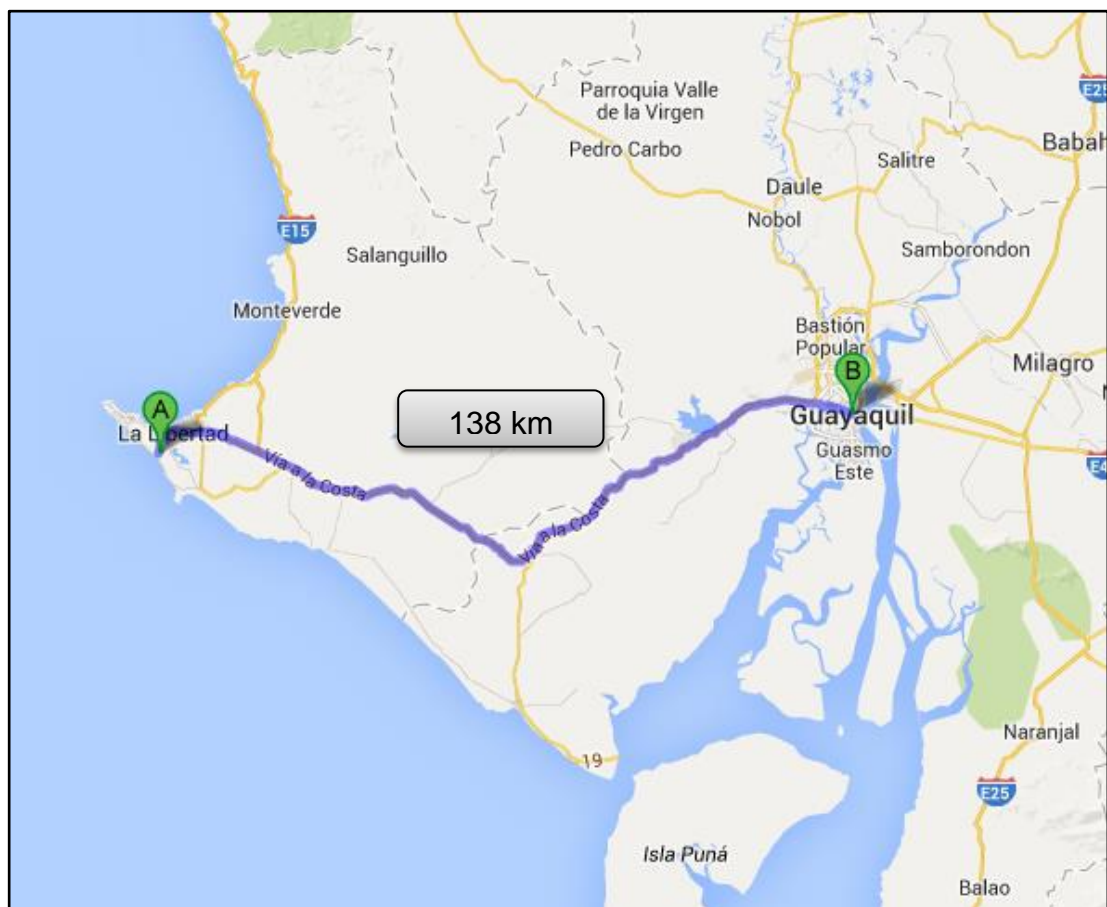 Parroquia Valle
de la Virgen
E25
Pedro Carbo
Babah
Salitre
Daule
Nobol
E15
Salanguillo
Samborondon
Monteverde
Bastión
Popular
Milagro
B
A
138 km
Guayaquil
La Libertad
Guasmo
Este
E4
Vía a la Costa
Vía a la Costa
Naranjal
19
E25
Isla Puná
Balao